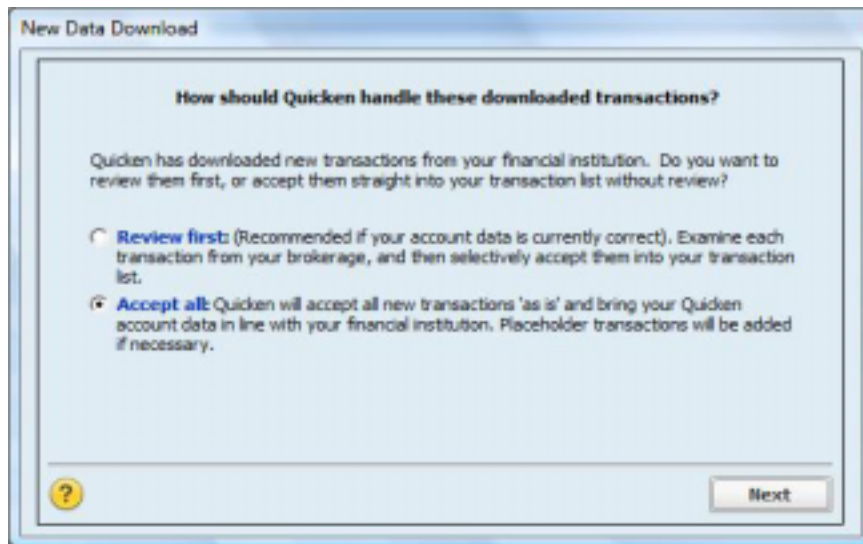 New Data Download
How should Quicken handle these downloaded transactions?
Quicken has downloaded new transactions from your financial institution. Do you want to
review them first, or accept them straight into your transaction list without review?
Review first: (Recommended if your account data is currently correct). Examine each
transaction from your brokerage, and then selectively accept them into your transaction
list.
Accept all: Quicken will accept all new transactions 'as is' and bring your Quicken
account data in line with your financial institution. Placeholder transactions will be added
if necessary.
?
Next